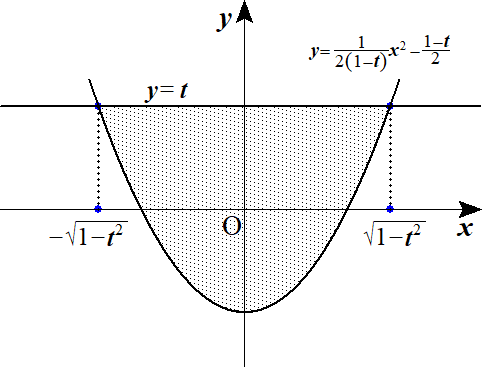 y
y = 1/2(1-t) x² - 1-t/2
y = t
O
-√1-t²
√1-t²
x